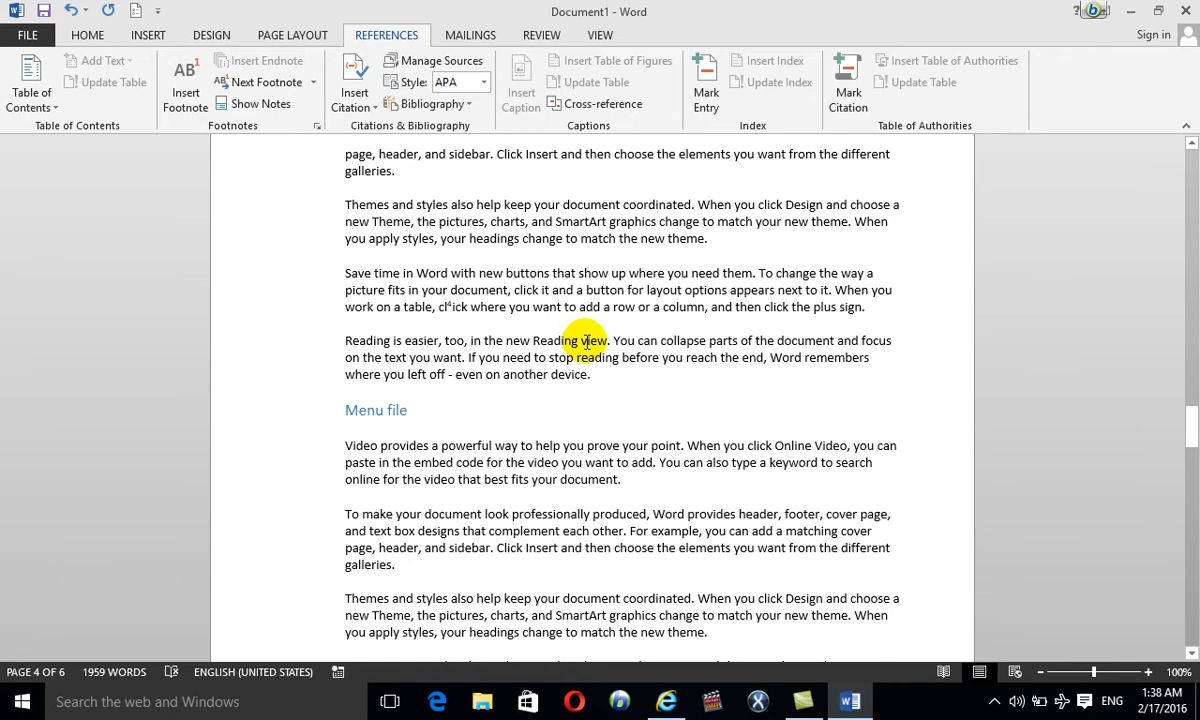 Document1 - Word
?
FILE HOME INSERT DESIGN PAGE LAYOUT REFERENCES MAILINGS REVIEW VIEW Sign in
Table of Contents
Add Text
Update Table
Table of Contents
AB¹ Insert Footnote
Insert Endnote
AB¹ Next Footnote
Show Notes
Footnotes
Insert Citation
Manage Sources
Style: APA
Bibliography
Citations & Bibliography
Insert Caption
Insert Table of Figures
Update Table
Cross-reference
Captions
Mark Entry
Insert Index
Update Index
Index
Mark Citation
Insert Table of Authorities
Update Table
Table of Authorities
page, header, and sidebar. Click Insert and then choose the elements you want from the different
galleries.
Themes and styles also help keep your document coordinated. When you click Design and choose a
new Theme, the pictures, charts, and SmartArt graphics change to match your new theme. When
you apply styles, your headings change to match the new theme.
Save time in Word with new buttons that show up where you need them. To change the way a
picture fits in your document, click it and a button for layout options appears next to it. When you
work on a table, cl⁴ick where you want to add a row or a column, and then click the plus sign.
Reading is easier, too, in the new Reading view. You can collapse parts of the document and focus
on the text you want. If you need to stop reading before you reach the end, Word remembers
where you left off - even on another device.
Menu file
Video provides a powerful way to help you prove your point. When you click Online Video, you can
paste in the embed code for the video you want to add. You can also type a keyword to search
online for the video that best fits your document.
To make your document look professionally produced, Word provides header, footer, cover page,
and text box designs that complement each other. For example, you can add a matching cover
page, header, and sidebar. Click Insert and then choose the elements you want from the different
galleries.
Themes and styles also help keep your document coordinated. When you click Design and choose a
new Theme, the pictures, charts, and SmartArt graphics change to match your new theme. When
you apply styles, your headings change to match the new theme.
PAGE 4 OF 6 1959 WORDS ENGLISH (UNITED STATES) 100%
Search the web and Windows
ENG
1:38 AM
2/17/2016